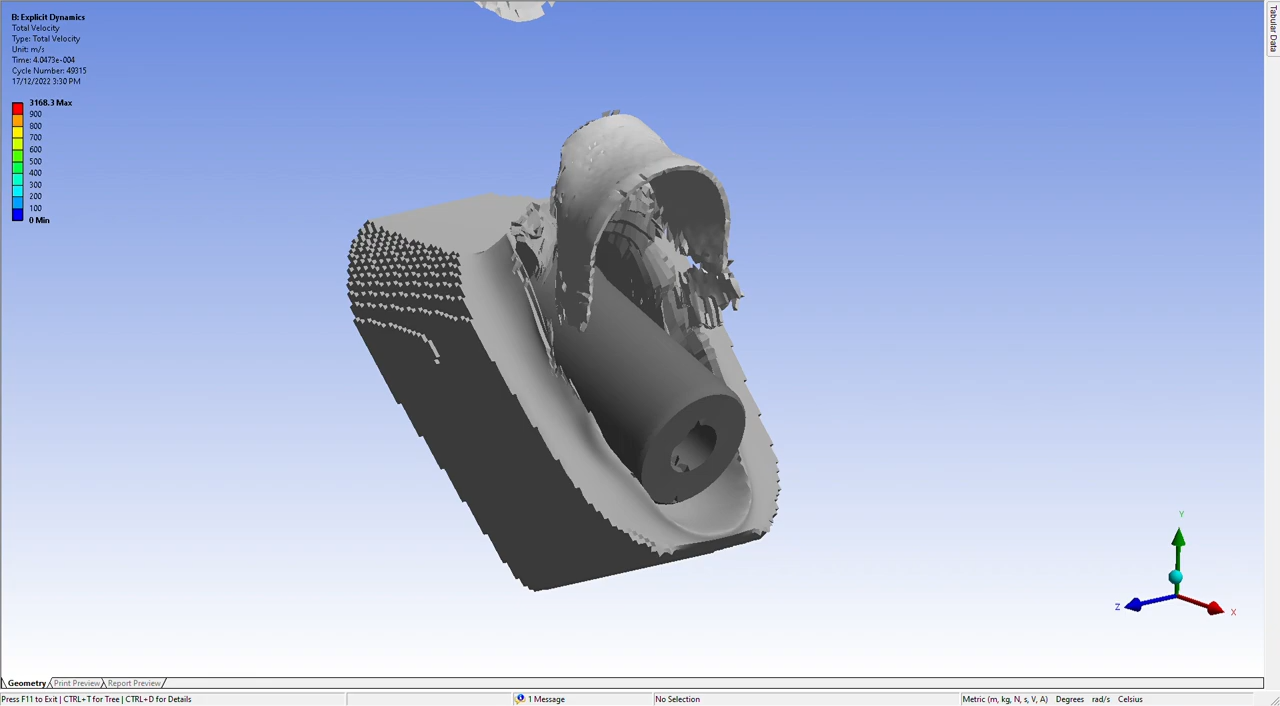 B: Explicit Dynamics
Total Velocity
Type: Total Velocity
Unit: m/s
Time: 4.0473e-004
Cycle Number: 49315
17/12/2022 3:30 PM
3168.3 Max
900
800
700
600
500
400
300
200
100
0 Min
Tabular Data
Y
Z
X
Geometry Print Preview Report Preview
Press F11 to Exit | CTRL+T for Tree | CTRL+D for Details
1 Message
No Selection
Metric (m, kg, N, s, V, A) Degrees rad/s Celsius